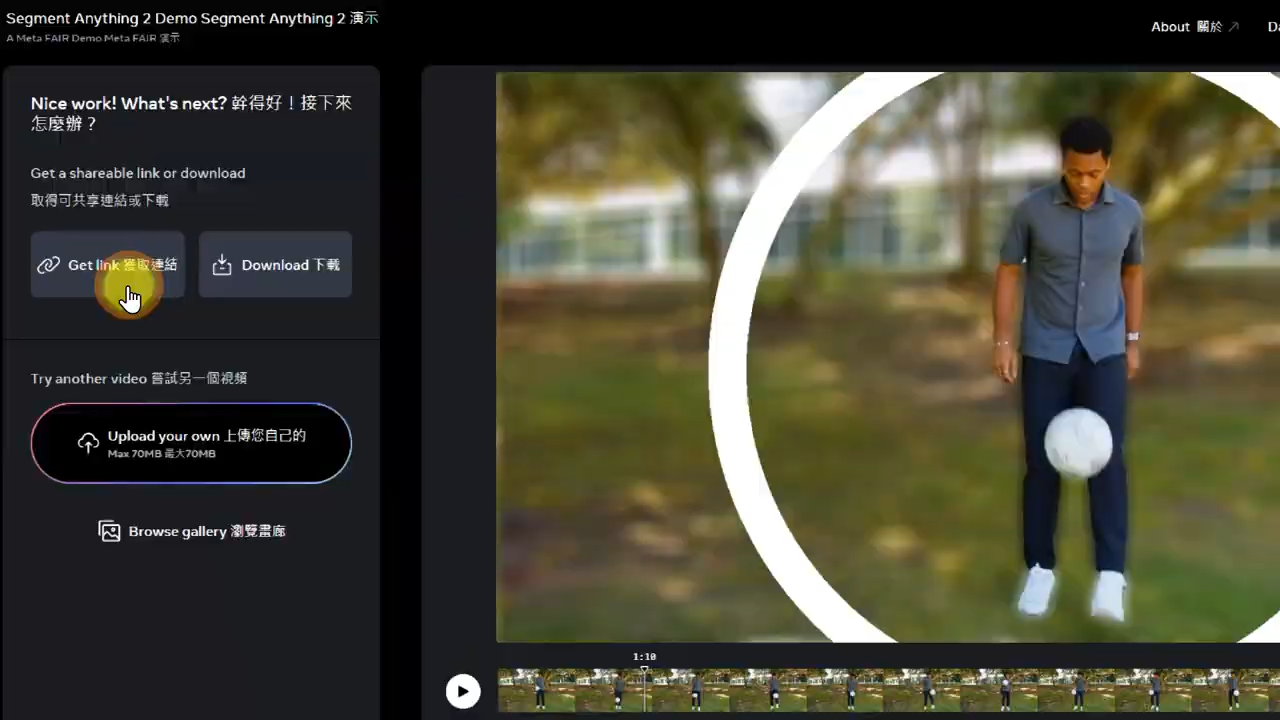 Segment Anything 2 Demo Segment Anything 2 演示
A Meta FAIR Demo Meta FAIR 演示
About 關於
Nice work! What's next? 幹得好！接下來
怎麼辦？
Get a shareable link or download
取得可共享連結或下載
Get link 獲取連結
Download 下載
Try another video 嘗試另一個視頻
Upload your own 上傳您自己的
Max 70MB 最大70MB
Browse gallery 瀏覽畫廊
1:10